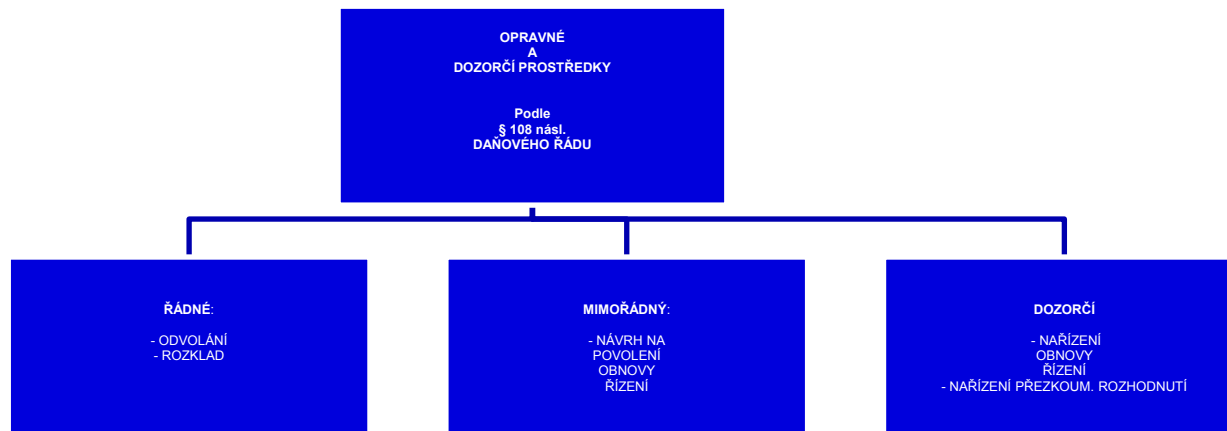 OPRAVNÉ
A
DOZORČÍ PROSTŘEDKY
Podle
§ 108 násl.
DAŇOVÉHO ŘÁDU
ŘÁDNÉ:
- ODVOLÁNÍ
- ROZKLAD
MIMOŘÁDNÝ:
- NÁVRH NA
POVOLENÍ
OBNOVY
ŘÍZENÍ
DOZORČÍ
- NAŘÍZENÍ
OBNOVY
ŘÍZENÍ
- NAŘÍZENÍ PŘEZKOUM. ROZHODNUTÍ